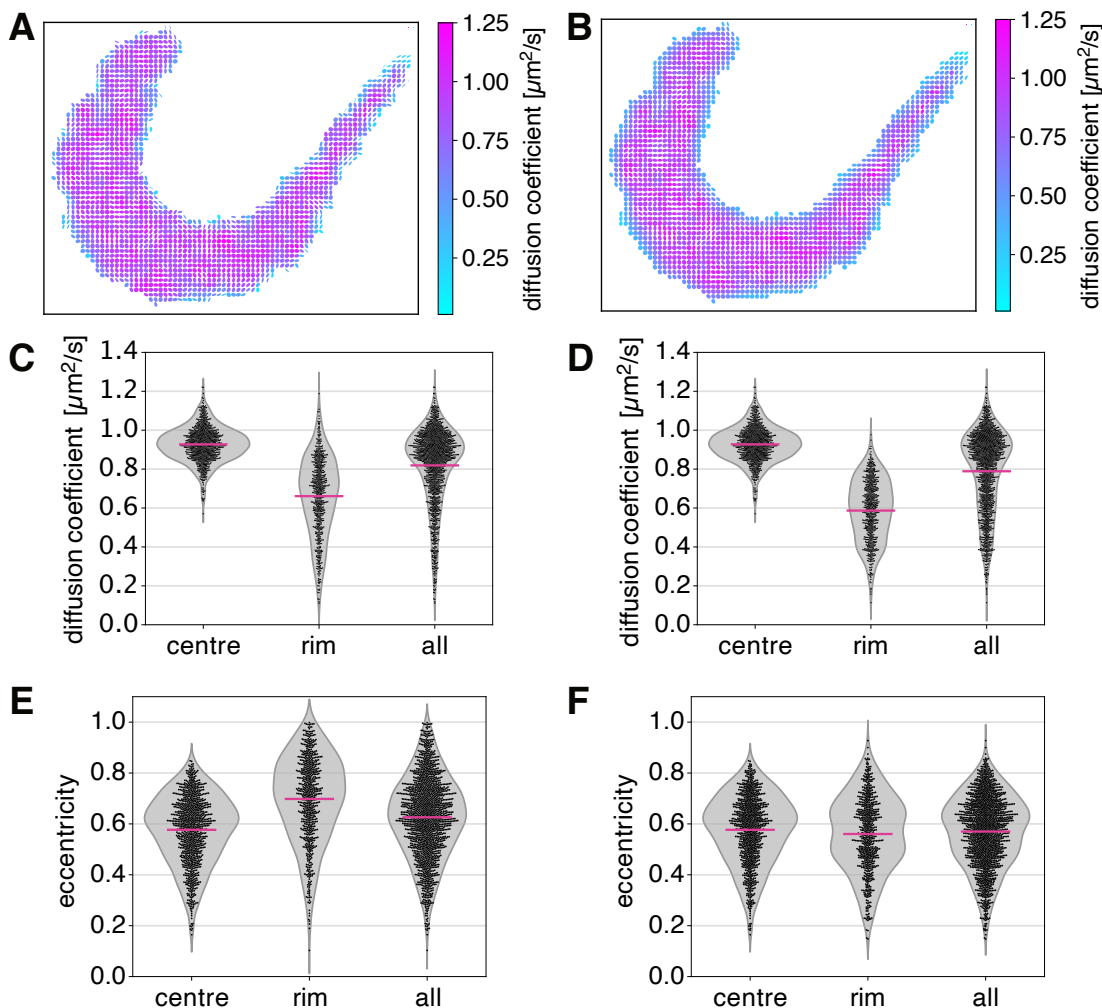 A
1.25
1.00
0.75
0.50
0.25
diffusion coefficient [μm²/s]
B
1.25
1.00
0.75
0.50
0.25
diffusion coefficient [μm²/s]
C
diffusion coefficient [μm²/s]
1.4
1.2
1.0
0.8
0.6
0.4
0.2
0.0
centre rim all
D
diffusion coefficient [μm²/s]
1.4
1.2
1.0
0.8
0.6
0.4
0.2
0.0
centre rim all
E
eccentricity
1.0
0.8
0.6
0.4
0.2
0.0
centre rim all
F
eccentricity
1.0
0.8
0.6
0.4
0.2
0.0
centre rim all